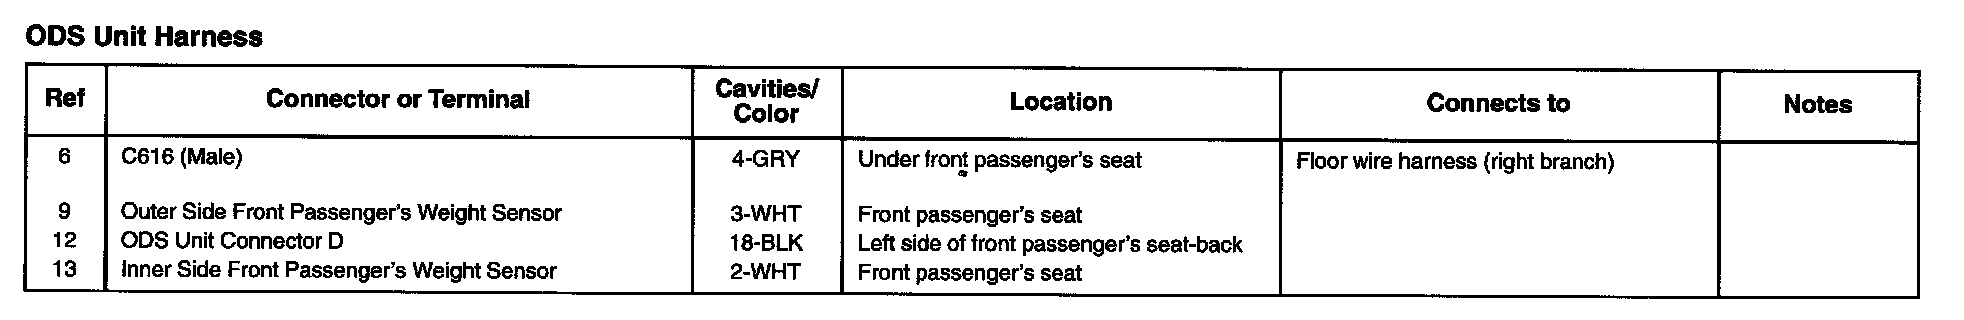 ODS Unit Harness
Ref Connector or Terminal Cavities/ Color Location Connects to Notes
6 C616 (Male) 4-GRY Under front passenger's seat Floor wire harness (right branch)
9 Outer Side Front Passenger's Weight Sensor 3-WHT Front passenger's seat
12 ODS Unit Connector D 18-BLK Left side of front passenger's seat-back
13 Inner Side Front Passenger's Weight Sensor 2-WHT Front passenger's seat